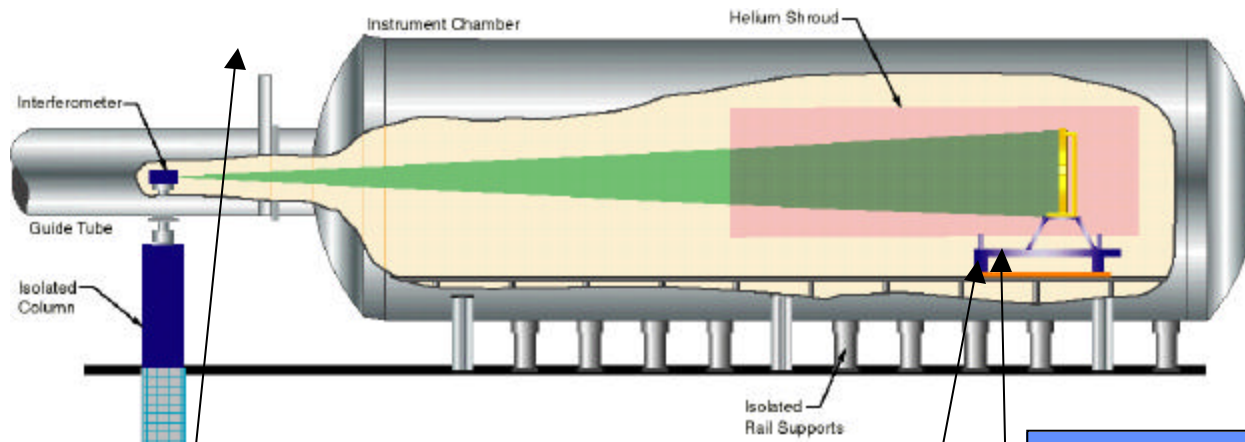 Instrument Chamber
Helium Shroud
Interferometer
Guide Tube
Isolated
Column
Isolated
Rail Supports